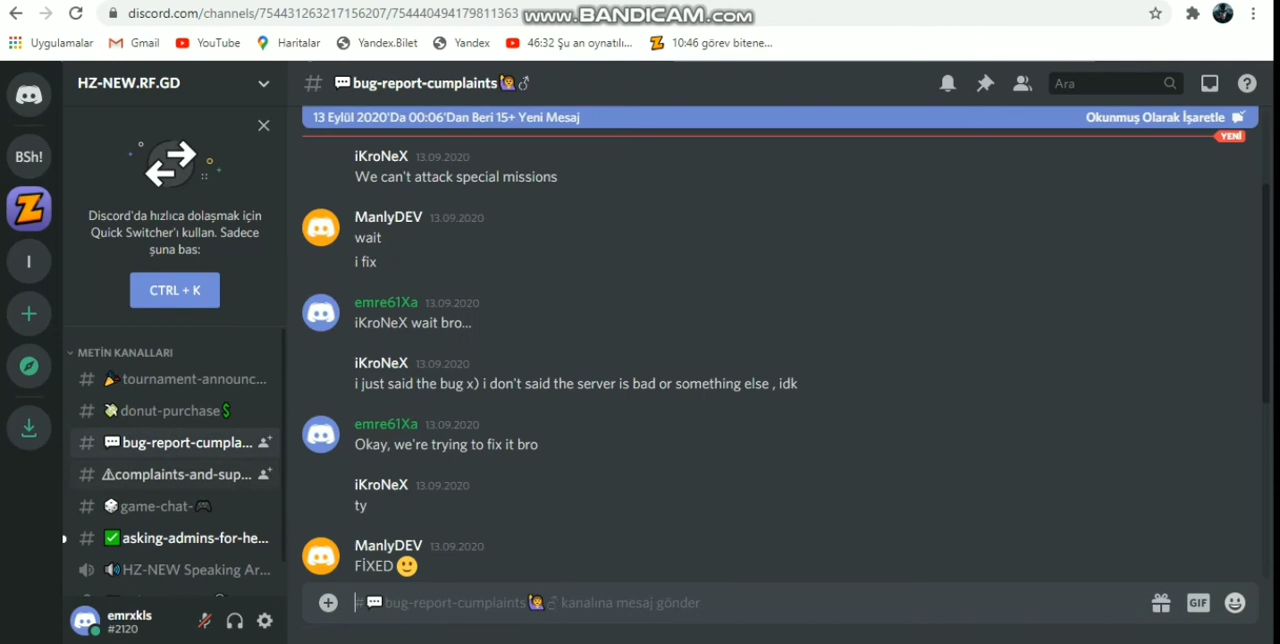 discord.com/channels/754431263217156207/754440494179811363
www.BANDICAM.com
Uygulamalar
Gmail
YouTube
Haritalar
Yandex.Bilet
Yandex
46:32 Şu an oynatılı...
10:46 görev bitene...
HZ-NEW.RF.GD
# 💬bug-report-cumplaints🙋♂
Ara
BSh!
I
Discord'da hızlıca dolaşmak için
Quick Switcher'ı kullan. Sadece
şuna bas:
CTRL + K
METİN KANALLARI
# 🎉tournament-announc...
# 💸donut-purchase💲
# 💬bug-report-cumpla...
# ⚠complaints-and-sup...
# 🎲game-chat-🎮
# ✅asking-admins-for-he...
🔊HZ-NEW Speaking Ar...
emrxkls
#2120
13 Eylül 2020'Da 00:06'Dan Beri 15+ Yeni Mesaj
Okunmuş Olarak İşaretle
YENİ
iKroNeX 13.09.2020
We can't attack special missions
ManlyDEV 13.09.2020
wait
i fix
emre61Xa 13.09.2020
iKroNeX wait bro...
iKroNeX 13.09.2020
i just said the bug x) i don't said the server is bad or something else , idk
emre61Xa 13.09.2020
Okay, we're trying to fix it bro
iKroNeX 13.09.2020
ty
ManlyDEV 13.09.2020
FİXED 🙂
#💬bug-report-cumplaints🙋♂ kanalına mesaj gönder
GIF